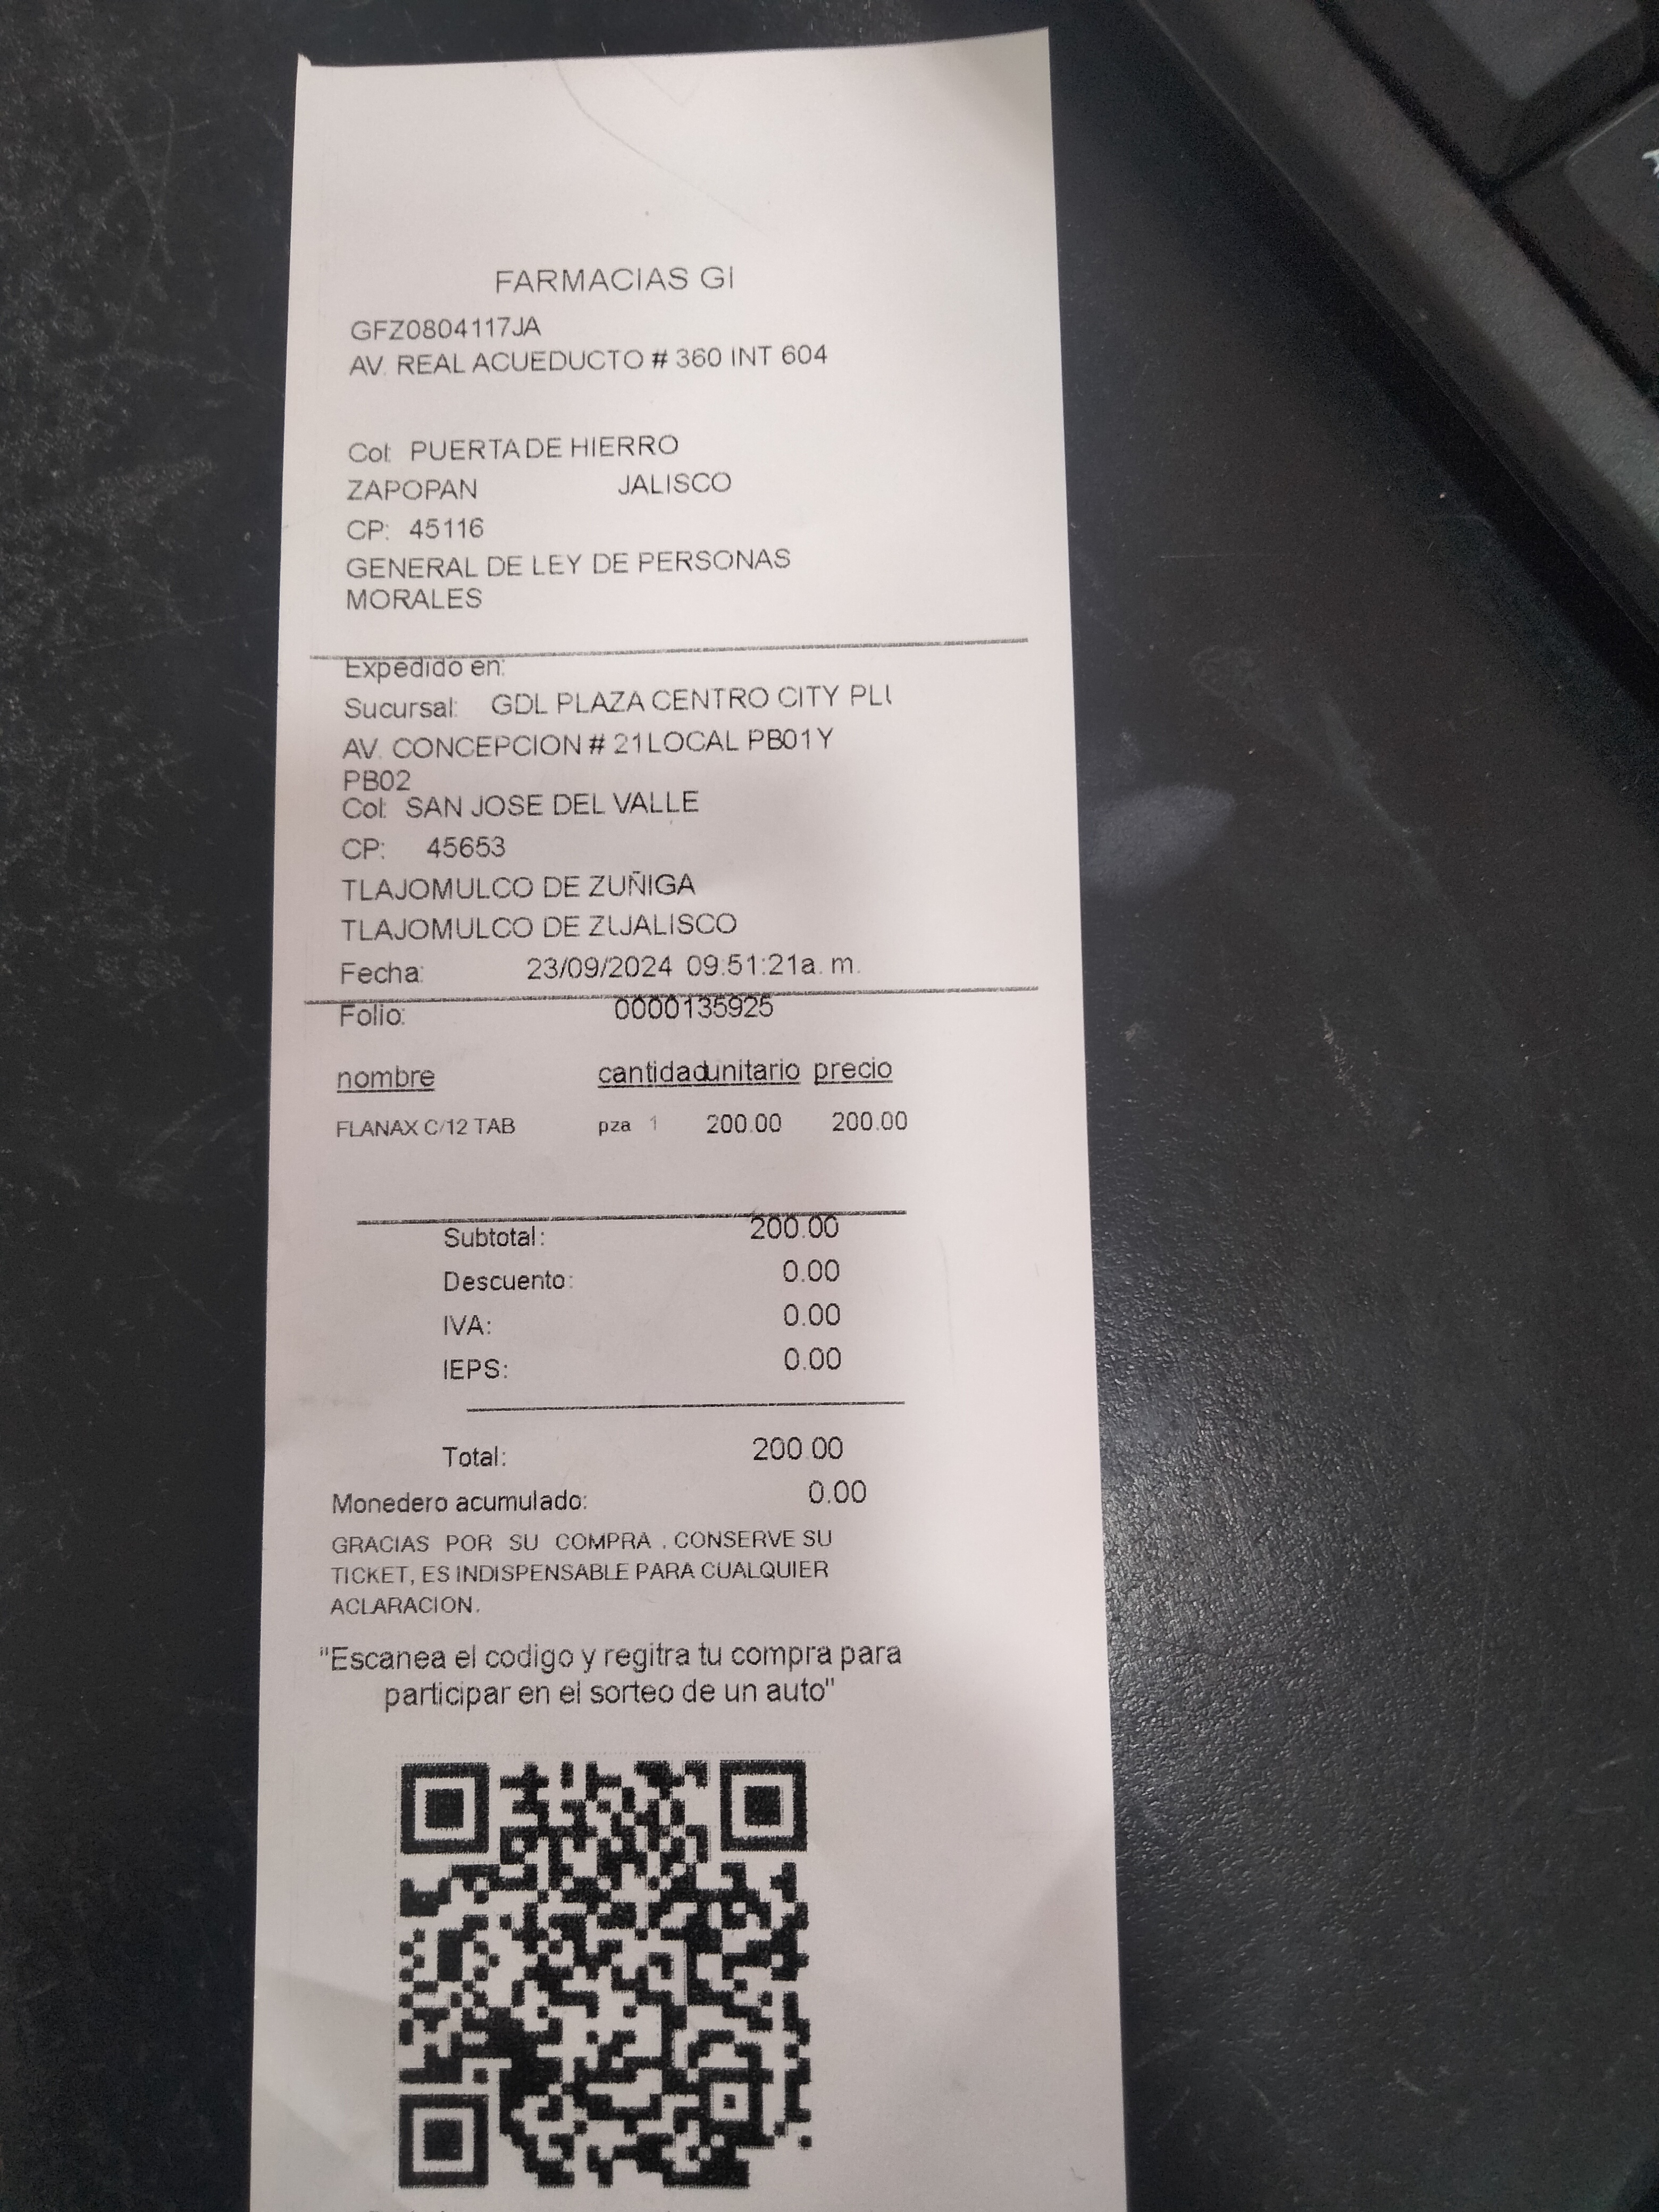 FARMACIAS GI
GFZ0804117JA
AV. REAL ACUEDUCTO # 360 INT 604
Col: PUERTA DE HIERRO
ZAPOPAN JALISCO
CP: 45116
GENERAL DE LEY DE PERSONAS
MORALES
Expedido en:
Sucursal: GDL PLAZA CENTRO CITY
AV. CONCEPCION # 21 LOCAL PB01 Y
PB02
Col: SAN JOSE DEL VALLE
CP: 45653
TLAJOMULCO DE ZUÑIGA
TLAJOMULCO DE ZUJALISCO
Fecha: 23/09/2024 09:51:21a. m.
Folio: 0000135925
nombre cantidad unitario precio
FLANAX C/12 TAB pza 1 200.00 200.00
Subtotal: 200.00
Descuento: 0.00
IVA: 0.00
IEPS: 0.00
Total: 200.00
Monedero acumulado: 0.00
GRACIAS POR SU COMPRA . CONSERVE SU
TICKET, ES INDISPENSABLE PARA CUALQUIER
ACLARACION.
"Escanea el codigo y regitra tu compra para
participar en el sorteo de un auto"